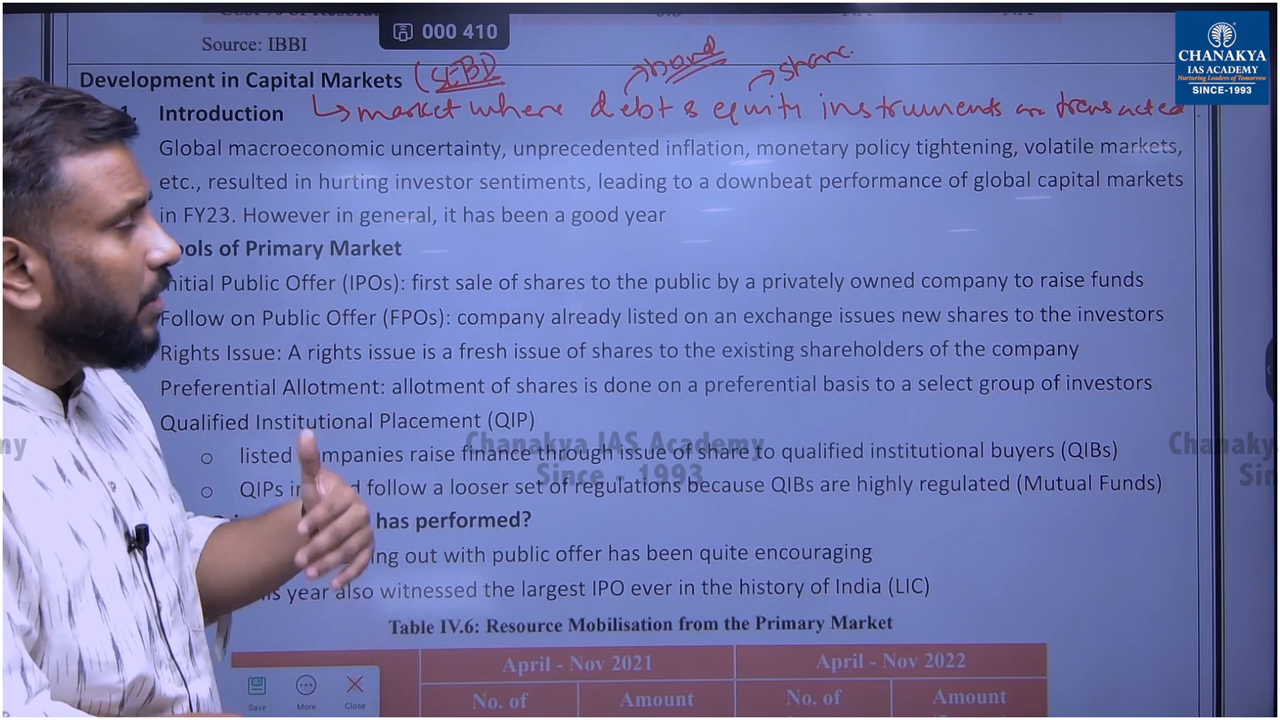 000 410
CHANAKYA
IAS ACADEMY
Nurturing Leaders of Tomorrow
SINCE-1993
Source: IBBI
bond
share
Development in Capital Markets (SEBI)
1. Introduction market where debt & equity instruments are transacted
Global macroeconomic uncertainty, unprecedented inflation, monetary policy tightening, volatile markets,
etc., resulted in hurting investor sentiments, leading to a downbeat performance of global capital markets
in FY23. However in general, it has been a good year
ools of Primary Market
nitial Public Offer (IPOs): first sale of shares to the public by a privately owned company to raise funds
Follow on Public Offer (FPOs): company already listed on an exchange issues new shares to the investors
Rights Issue: A rights issue is a fresh issue of shares to the existing shareholders of the company
Preferential Allotment: allotment of shares is done on a preferential basis to a select group of investors
Qualified Institutional Placement (QIP)
Chanakya IAS Academy
Since - 1993
listed ompanies raise finance through issue of share to qualified institutional buyers (QIBs)
QIPs in follow a looser set of regulations because QIBs are highly regulated (Mutual Funds)
has performed?
ing out with public offer has been quite encouraging
is year also witnessed the largest IPO ever in the history of India (LIC)
Table IV.6: Resource Mobilisation from the Primary Market
April - Nov 2021 April - Nov 2022
No. of Amount No. of Amount
Save More Close